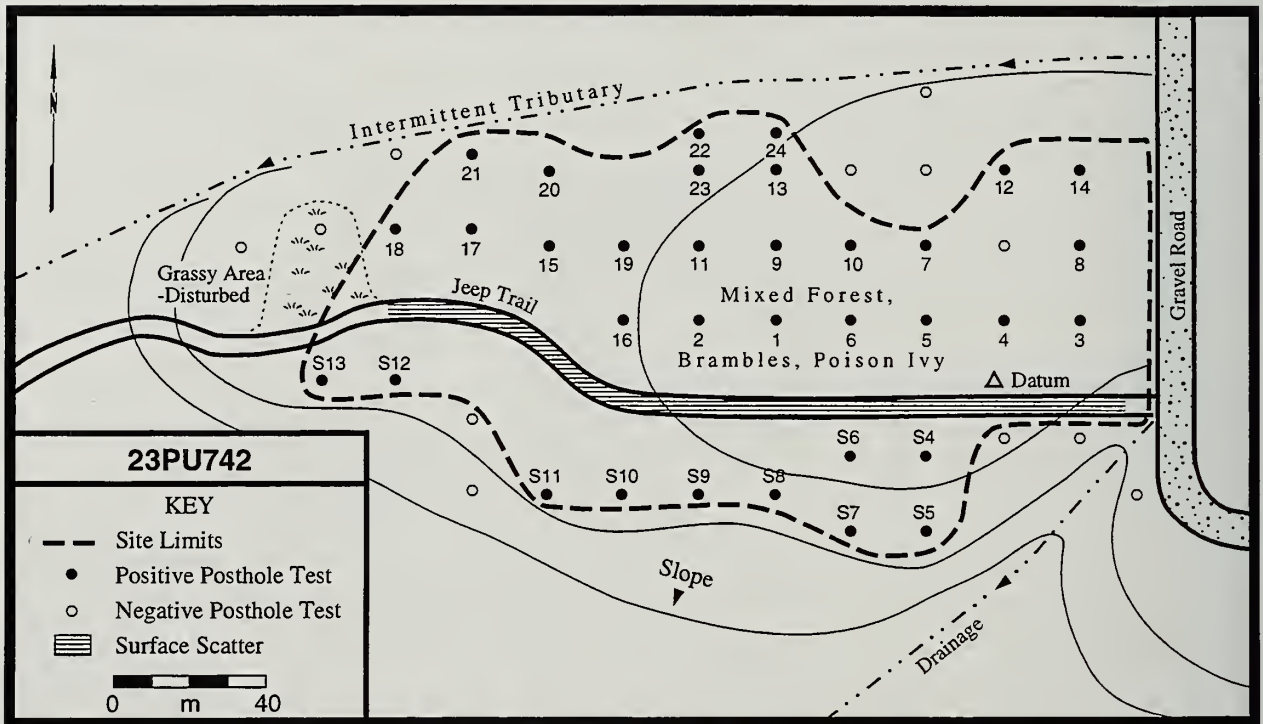 N
Intermittent Tributary
22
24
21
20
23
13
12
14
18
17
15
19
11
9
10
7
8
Grassy Area
-Disturbed
Jeep Trail
Mixed Forest,
Gravel Road
16
2
1
6
5
4
3
Brambles, Poison Ivy
Datum
S13
S12
S6
S4
S11
S10
S9
S8
S7
S5
Slope
Drainage
23PU742
KEY
Site Limits
Positive Posthole Test
Negative Posthole Test
Surface Scatter
0 m 40